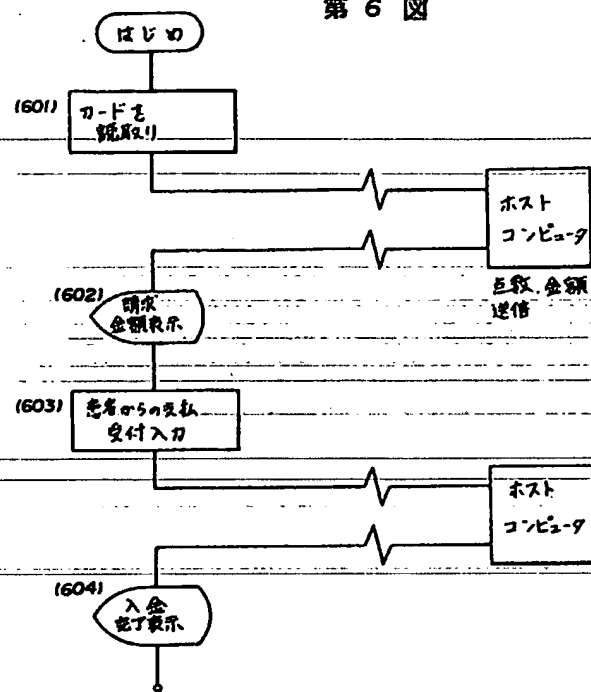 第6図
はじめ
(601)
カードを
読取り
ホスト
コンピュータ
点数、金額
送信
(602)
請求
金額表示
(603)
患者からの支払
受付入力
ホスト
コンピュータ
(604)
入金
完了表示